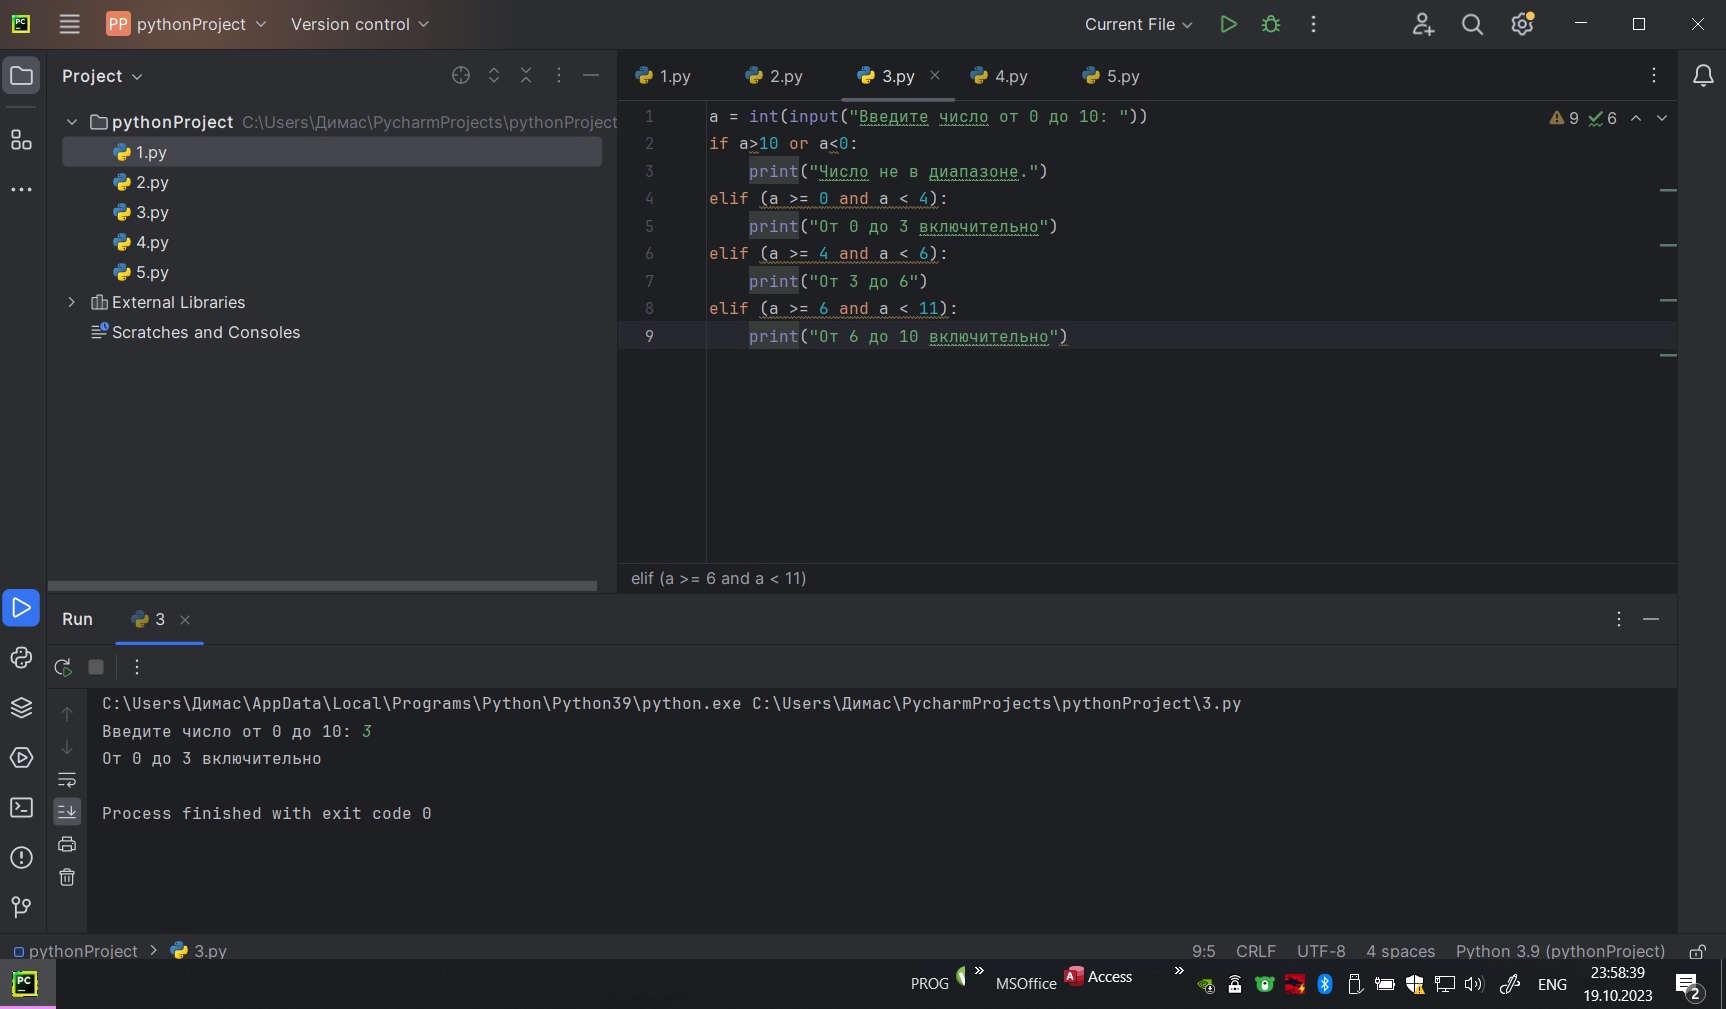 PC PP pythonProject Version control Current File
Project
1.py 2.py 3.py 4.py 5.py
pythonProject C:\Users\Димас\PycharmProjects\pythonProject
1.py
2.py
3.py
4.py
5.py
External Libraries
Scratches and Consoles
1 a = int(input("Введите число от 0 до 10: "))
9 6
2 if a>10 or a<0:
3 print("Число не в диапазоне.")
4 elif (a >= 0 and a < 4):
5 print("От 0 до 3 включительно")
6 elif (a >= 4 and a < 6):
7 print("От 3 до 6")
8 elif (a >= 6 and a < 11):
9 print("От 6 до 10 включительно")
elif (a >= 6 and a < 11)
Run 3
C:\Users\Димас\AppData\Local\Programs\Python\Python39\python.exe C:\Users\Димас\PycharmProjects\pythonProject\3.py
Введите число от 0 до 10: 3
От 0 до 3 включительно
Process finished with exit code 0
pythonProject > 3.py 9:5 CRLF UTF-8 4 spaces Python 3.9 (pythonProject)
PC PROG » MSOffice A Access » ENG 23:58:39
19.10.2023 2